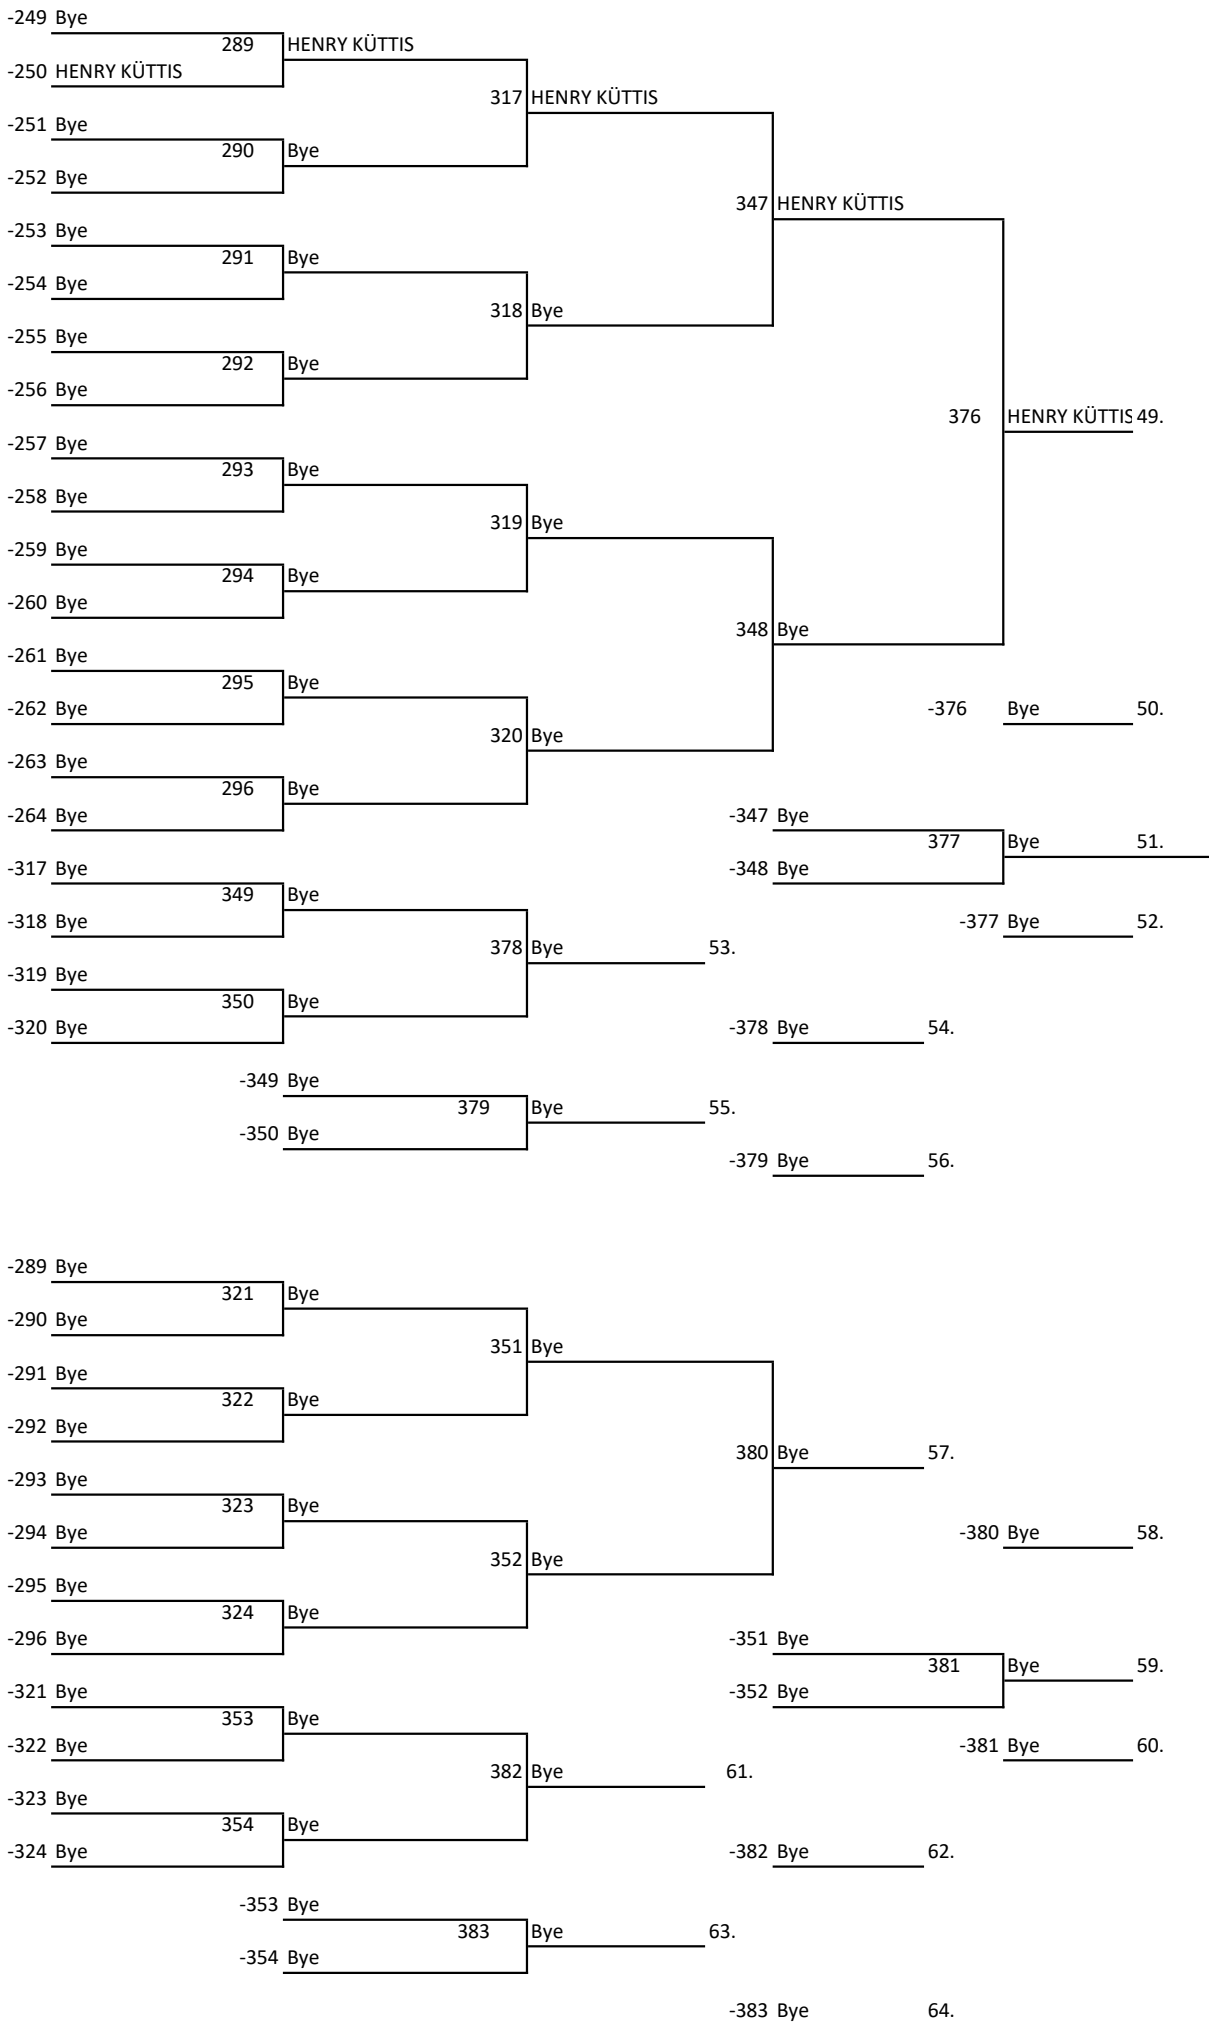 -249 Bye
289 HENRY KÜTTIS
-250 HENRY KÜTTIS
317 HENRY KÜTTIS
-251 Bye
290 Bye
-252 Bye
347 HENRY KÜTTIS
-253 Bye
291 Bye
-254 Bye
318 Bye
-255 Bye
292 Bye
-256 Bye
376 HENRY KÜTTIS 49.
-257 Bye
293 Bye
-258 Bye
319 Bye
-259 Bye
294 Bye
-260 Bye
348 Bye
-261 Bye
295 Bye
-262 Bye
-376 Bye 50.
320 Bye
-263 Bye
296 Bye
-264 Bye
-347 Bye
377 Bye 51.
-317 Bye
-348 Bye
349 Bye
-318 Bye
-377 Bye 52.
378 Bye 53.
-319 Bye
350 Bye
-320 Bye
-378 Bye 54.
-349 Bye
379 Bye 55.
-350 Bye
-379 Bye 56.
-289 Bye
321 Bye
-290 Bye
351 Bye
-291 Bye
322 Bye
-292 Bye
380 Bye 57.
-293 Bye
323 Bye
-294 Bye
-380 Bye 58.
352 Bye
-295 Bye
324 Bye
-296 Bye
-351 Bye
381 Bye 59.
-321 Bye
-352 Bye
353 Bye
-322 Bye
-381 Bye 60.
382 Bye 61.
-323 Bye
354 Bye
-324 Bye
-382 Bye 62.
-353 Bye
383 Bye 63.
-354 Bye
-383 Bye 64.